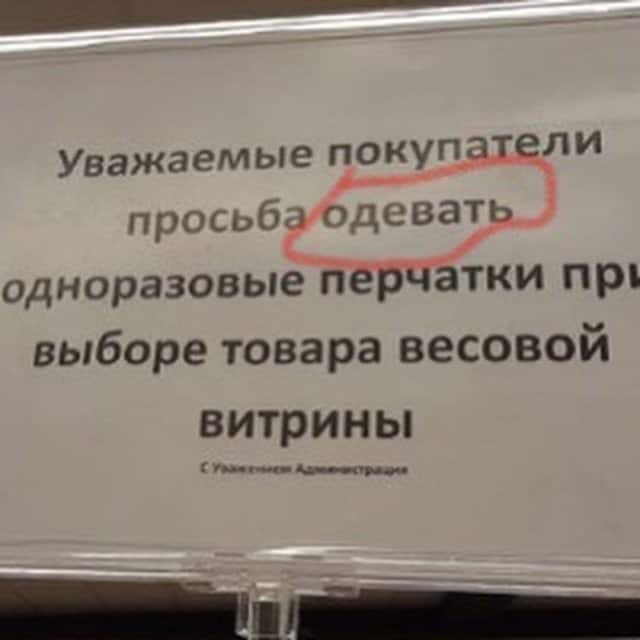 Уважаемые покупатели
просьба одевать
одноразовые перчатки при
выборе товара весовой
витрины
С Уважением Администрация